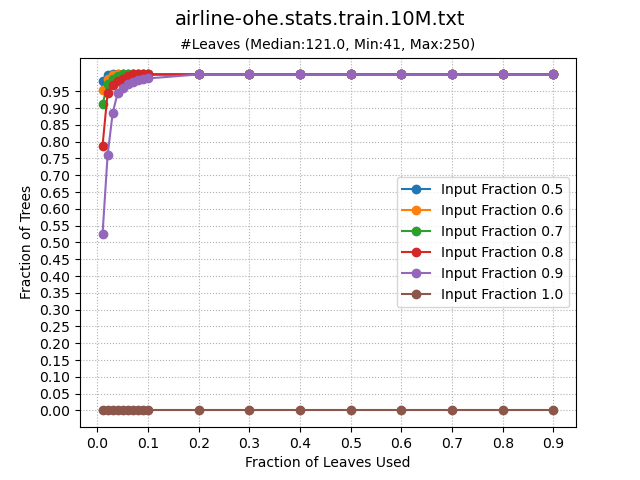 airline-ohe.stats.train.10M.txt
#Leaves (Median:121.0, Min:41, Max:250)
Fraction of Trees
0.95
0.90
0.85
0.80
0.75
0.70
0.65
0.60
0.55
0.50
0.45
0.40
0.35
0.30
0.25
0.20
0.15
0.10
0.05
0.00
Input Fraction 0.5
Input Fraction 0.6
Input Fraction 0.7
Input Fraction 0.8
Input Fraction 0.9
Input Fraction 1.0
0.0 0.1 0.2 0.3 0.4 0.5 0.6 0.7 0.8 0.9
Fraction of Leaves Used